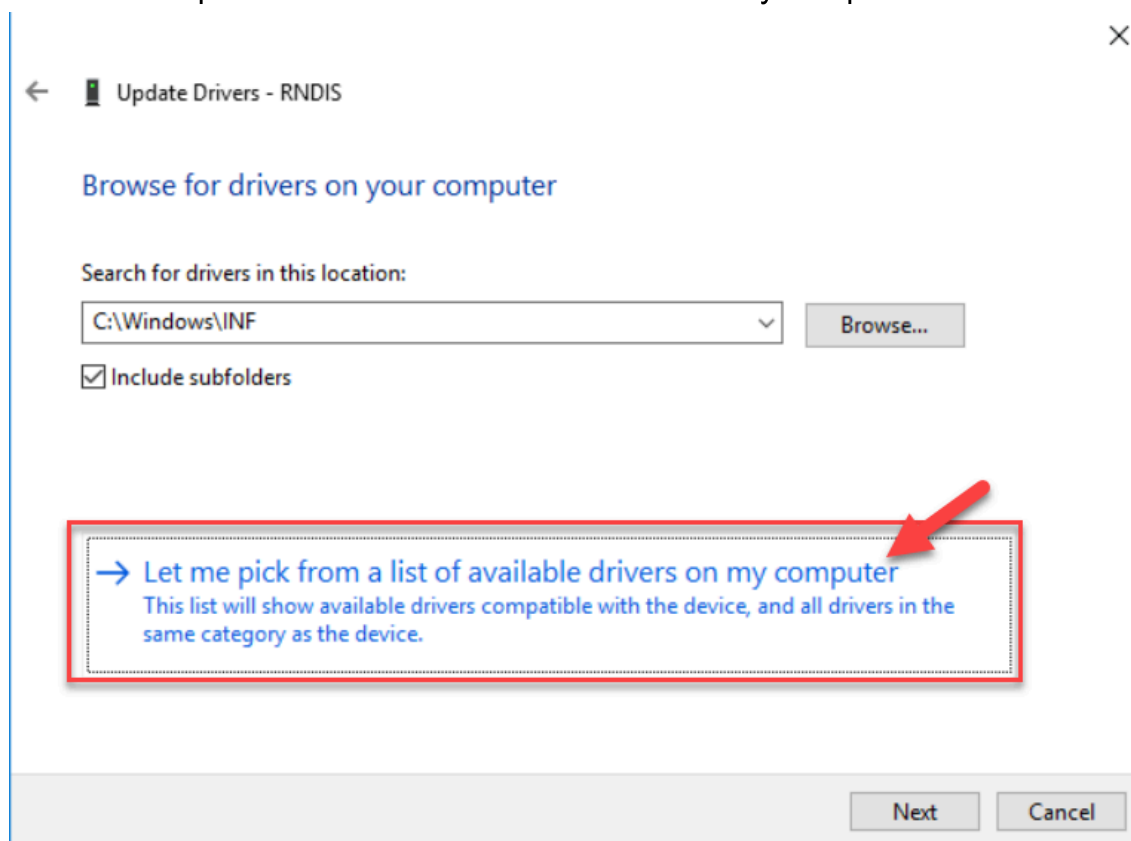 Update Drivers - RNDIS
Browse for drivers on your computer
Search for drivers in this location:
C:\Windows\INF
Browse...
Include subfolders
Let me pick from a list of available drivers on my computer
This list will show available drivers compatible with the device, and all drivers in the
same category as the device.
Next Cancel